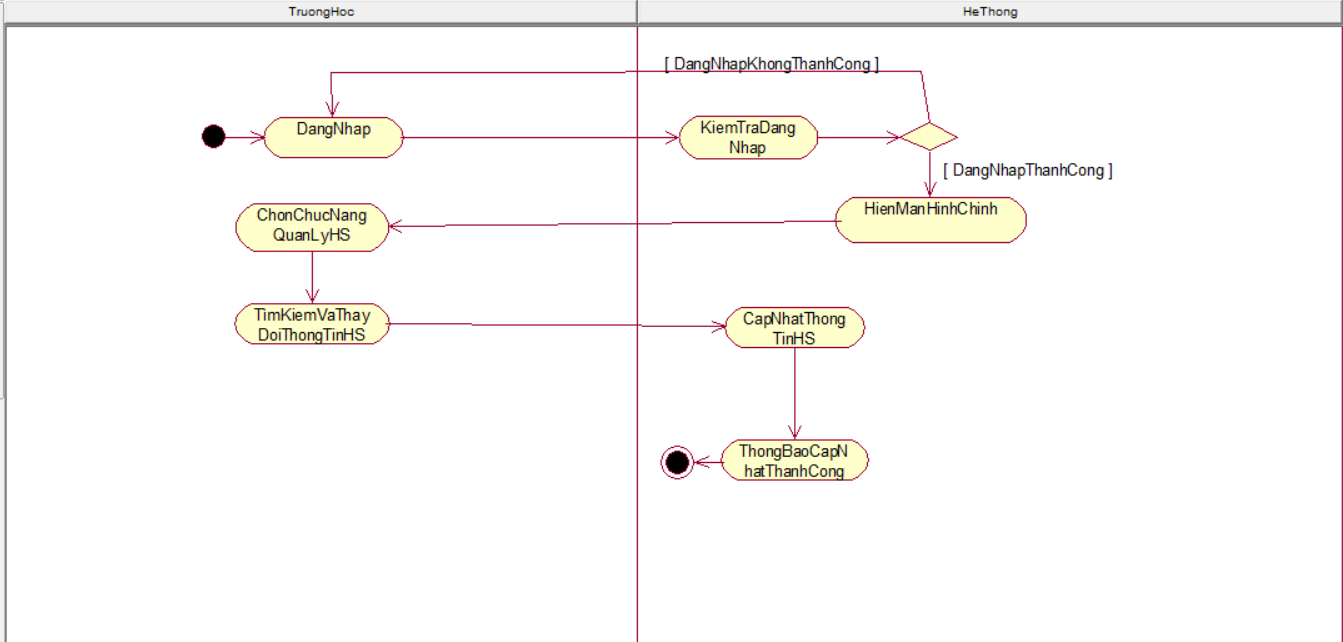 TruongHoc
HeThong
[ DangNhapKhongThanhCong ]
DangNhap
KiemTraDang
Nhap
[ DangNhapThanhCong ]
HienManHinhChinh
ChonChucNang
QuanLyHS
TimKiemVaThay
DoiThongTinHS
CapNhatThong
TinHS
ThongBaoCapN
hatThanhCong